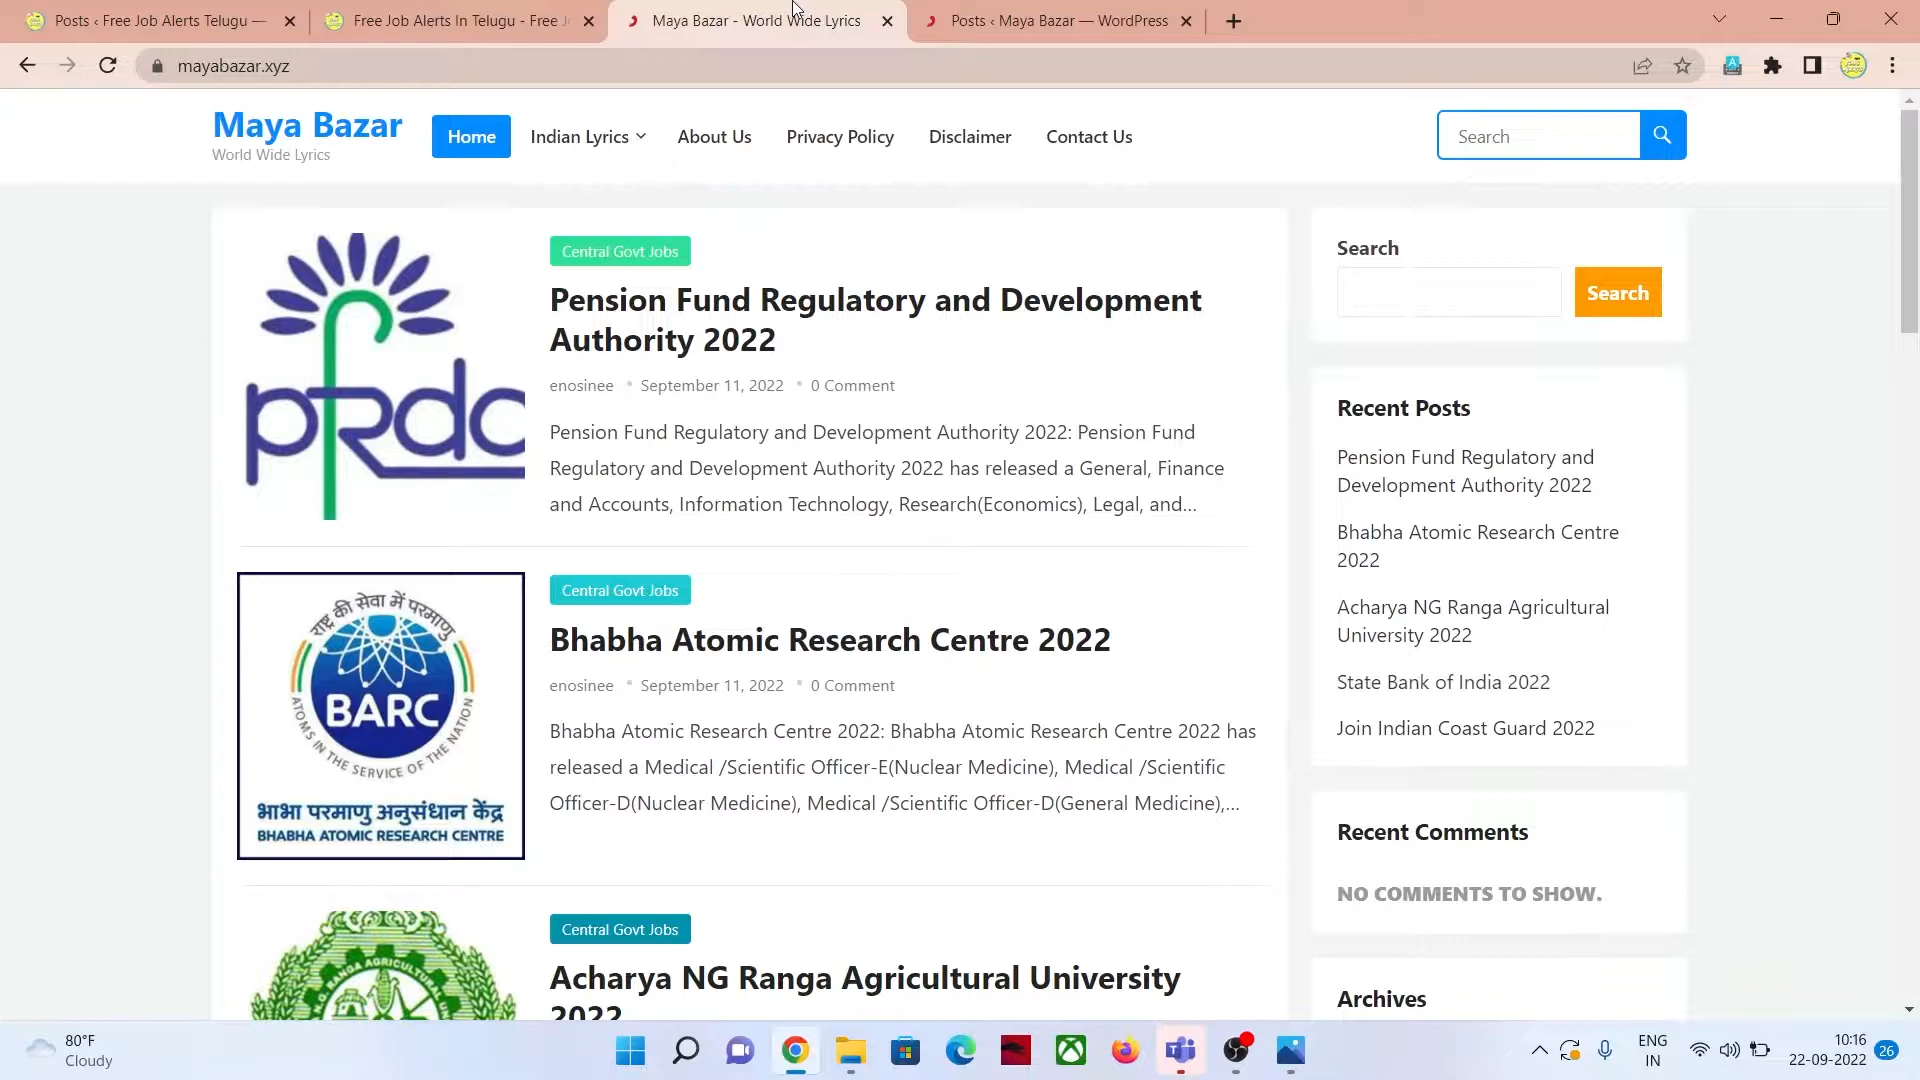 Posts ‹ Free Job Alerts Telugu —
Free Job Alerts In Telugu - Free J
Maya Bazar - World Wide Lyrics
Posts ‹ Maya Bazar — WordPress
mayabazar.xyz
Maya Bazar
World Wide Lyrics
Home
Indian Lyrics
About Us
Privacy Policy
Disclaimer
Contact Us
Search
prdc
Central Govt Jobs
Pension Fund Regulatory and Development
Authority 2022
enosinee
September 11, 2022
0 Comment
Pension Fund Regulatory and Development Authority 2022: Pension Fund
Regulatory and Development Authority 2022 has released a General, Finance
and Accounts, Information Technology, Research(Economics), Legal, and...
राष्ट्र की सेवा में परमाणु
BARC
ATOMS IN THE SERVICE OF THE NATION
भाभा परमाणु अनुसंधान केंद्र
BHABHA ATOMIC RESEARCH CENTRE
Central Govt Jobs
Bhabha Atomic Research Centre 2022
enosinee
September 11, 2022
0 Comment
Bhabha Atomic Research Centre 2022: Bhabha Atomic Research Centre 2022 has
released a Medical /Scientific Officer-E(Nuclear Medicine), Medical /Scientific
Officer-D(Nuclear Medicine), Medical /Scientific Officer-D(General Medicine),...
RANGA AGRICULTURAL
Central Govt Jobs
Acharya NG Ranga Agricultural University
2022
Search
Search
Recent Posts
Pension Fund Regulatory and
Development Authority 2022
Bhabha Atomic Research Centre
2022
Acharya NG Ranga Agricultural
University 2022
State Bank of India 2022
Join Indian Coast Guard 2022
Recent Comments
NO COMMENTS TO SHOW.
Archives
80°F
Cloudy
ENG
IN
10:16
22-09-2022
26